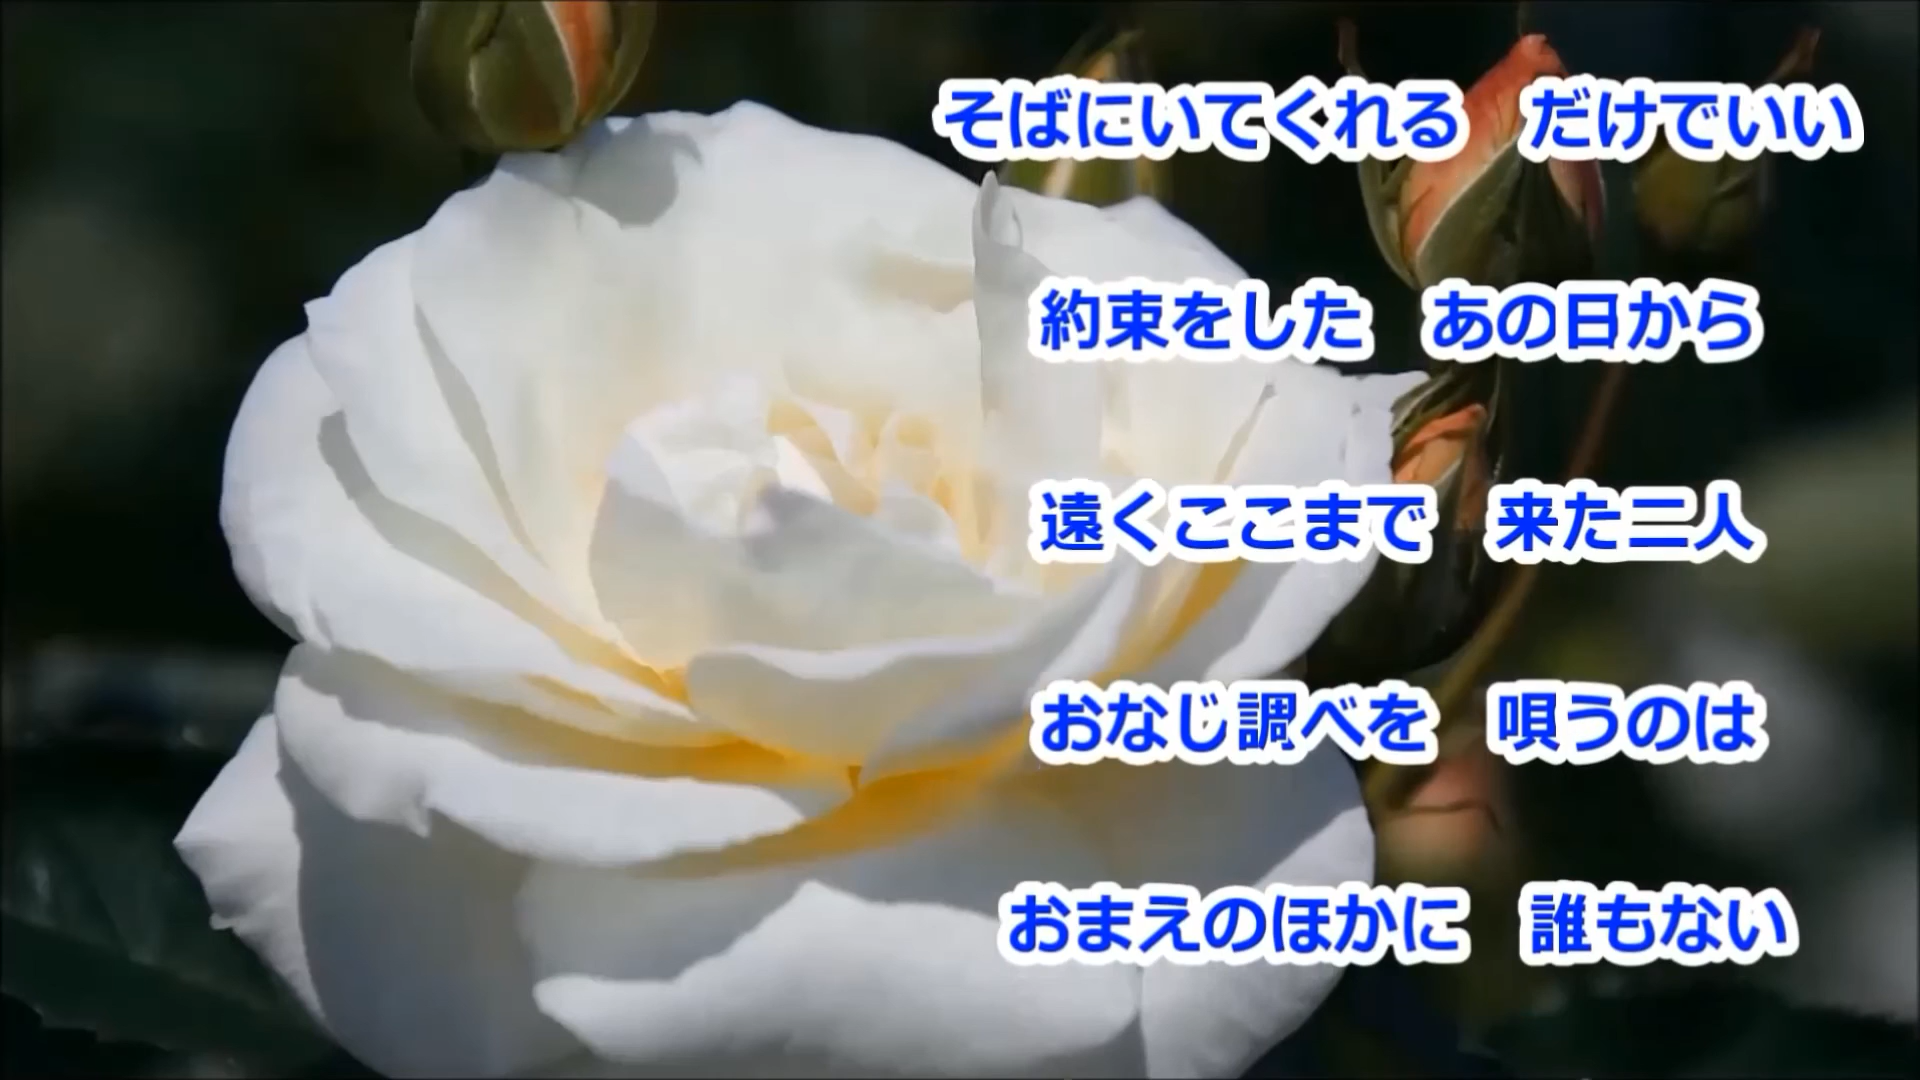 そばにいてくれる　だけでいい
約束をした　あの日から
遠くここまで　来た二人
おなじ調べを　唄うのは
おまえのほかに　誰もない